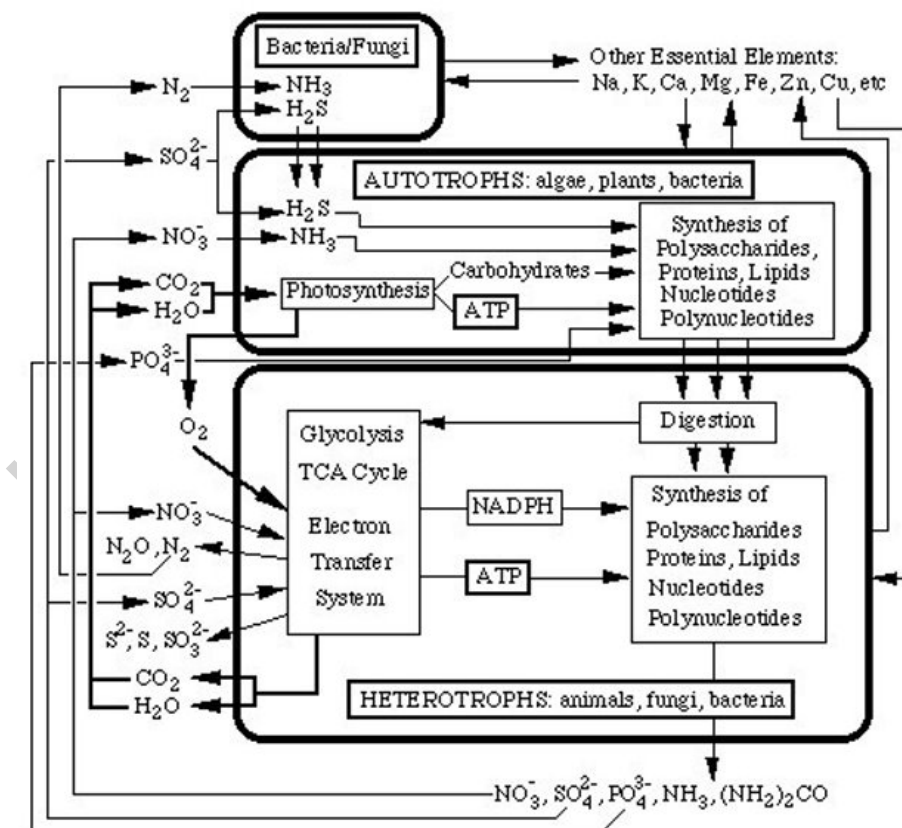 Bacteria/Fungi
Other Essential Elements:
Na, K, Ca, Mg, Fe, Zn, Cu, etc
N₂
NH₃
H₂S
SO₄²⁻
AUTOTROPHS: algae, plants, bacteria
H₂S
NO₃⁻
NH₃
Synthesis of
Polysaccharides,
Proteins, Lipids
Nucleotides
Polynucleotides
CO₂
H₂O
Photosynthesis
Carbohydrates
ATP
PO₄³⁻
O₂
Digestion
Glycolysis
TCA Cycle
Electron
Transfer
System
NADPH
ATP
Synthesis of
Polysaccharides
Proteins, Lipids
Nucleotides
Polynucleotides
NO₃⁻
N₂O, N₂
SO₄²⁻
S²⁻, S, SO₃²⁻
CO₂
H₂O
HETEROTROPHS: animals, fungi, bacteria
NO₃⁻, SO₄²⁻, PO₄³⁻, NH₃, (NH₂)₂CO